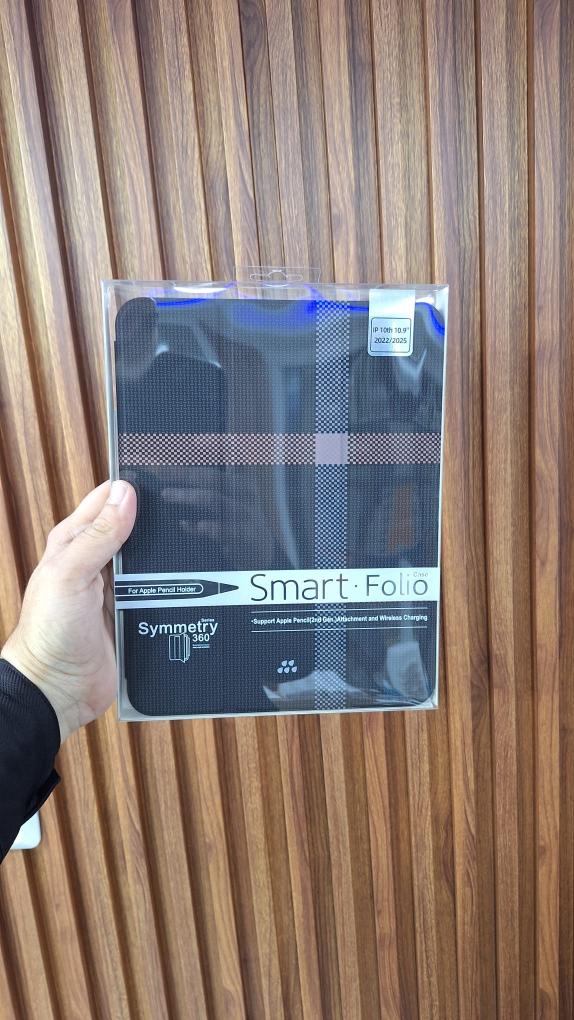 iP 10th 10.9"
2022/2025
For Apple Pencil Holder
Smart·Folio Case
Symmetry Series
360
•Support Apple Pencil(2nd Gen.)Attachment and Wireless Charging